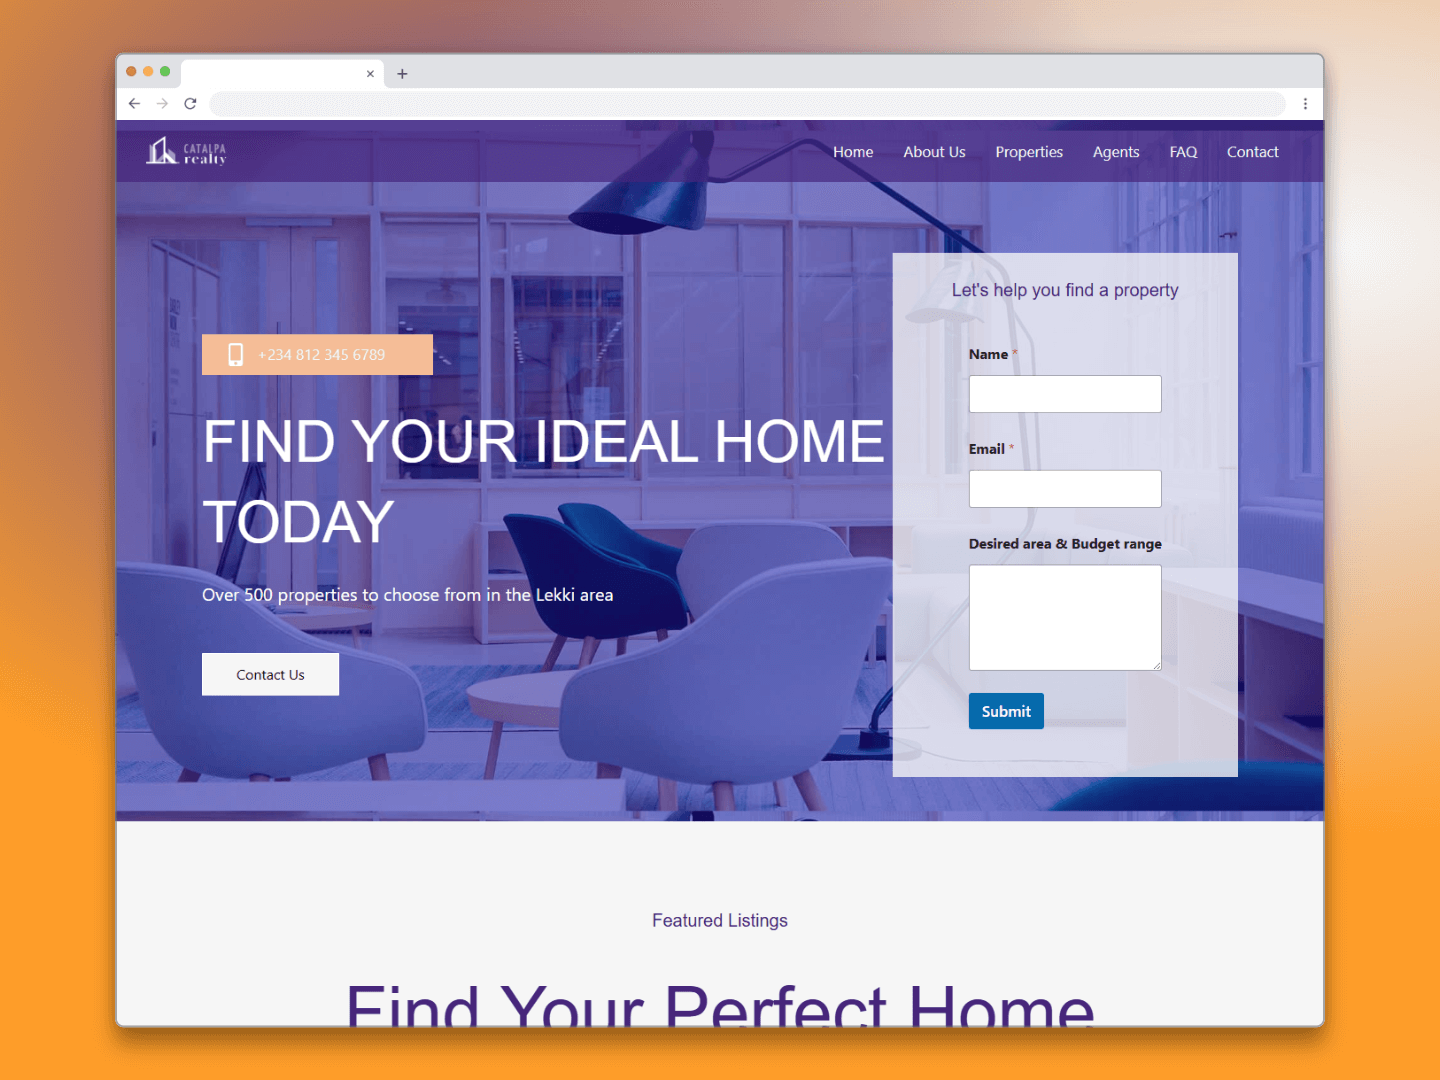 CATALPA
realty
Home About Us Properties Agents FAQ Contact
+234 812 345 6789
FIND YOUR IDEAL HOME
TODAY
Over 500 properties to choose from in the Lekki area
Contact Us
Let's help you find a property
Name *
Email *
Desired area & Budget range
Submit
Featured Listings
Find Your Perfect Home